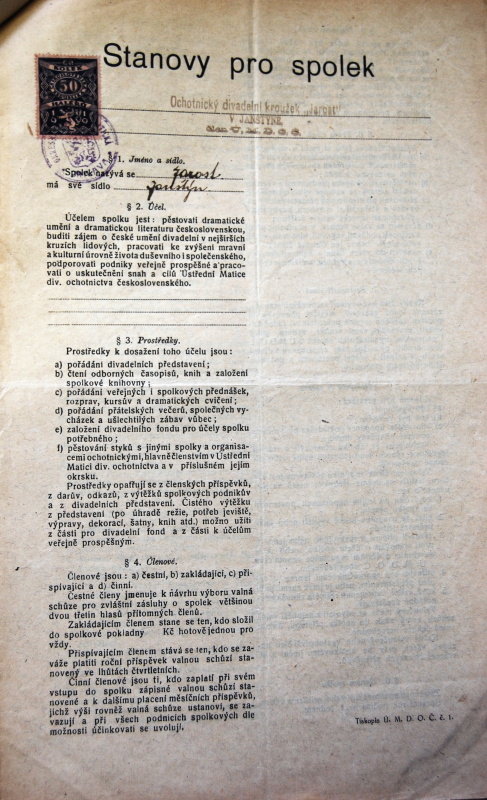 Stanovy pro spolek
KOLEK
50
HALÉŘŮ
Ochotnický divadelní kroužek „Jarost"
V JANŠTÝNĚ,
člen Ú. M. D. O. Č.
§ 1. Jméno a sídlo.
Spolek nazývá se Jarost
má své sídlo Janštýn
§ 2. Účel.
Účelem spolku jest: pěstovati dramatické
umění a dramatickou literaturu československou,
buditi zájem o české umění divadelní v nejširších
kruzích lidových, pracovati ke zvýšení mravní
a kulturní úrovně života duševního i společenského,
podporovati podniky veřejně prospěšné a praco-
vati o uskutečnění snah a cílů Ústřední Matice
div. ochotnictva československého.
§ 3. Prostředky.
Prostředky k dosažení toho účelu jsou:
a) pořádání divadelních představení;
b) čtení odborných časopisů, knih a založení
spolkové knihovny;
c) pořádání veřejných i spolkových přednášek,
rozprav, kursův a dramatických cvičení;
d) pořádání přátelských večerů, společných vy-
cházek a ušlechtilých zábav vůbec;
e) založení divadelního fondu pro účely spolku
potřebného;
f) pěstování styků s jinými spolky a organisa-
cemi ochotnickými, hlavně členstvím v Ústřední
Matici div. ochotnictva a v příslušném jejím
okrsku.
Prostředky opatřují se z členských příspěvků,
z darův, odkazů, z výtěžků spolkových podnikův
a z divadelních představení. Čistého výtěžku
z představení (po úhradě režie, potřeb jeviště,
výpravy, dekorací, šatny, knih atd.) možno užíti
z části pro divadelní fond a z části k účelům
veřejně prospěšným.
§ 4. Členové.
Členové jsou: a) čestní, b) zakládající, c) při-
spívající a d) činní.
Čestné členy jmenuje k návrhu výboru valná
schůze pro zvláštní zásluhy o spolek většinou
dvou třetin hlasů přítomných členů.
Zakládajícím členem stane se ten, kdo složil
do spolkové pokladny Kč hotově jednou pro
vždy.
Přispívajícím členem stává se ten, kdo se za-
váže platiti roční příspěvek valnou schůzí sta-
novený ve lhůtách čtvrtletních.
Činní členové jsou ti, kdo zaplatí při svém
vstupu do spolku zápisné valnou schůzí sta-
novené a k dalšímu placení měsíčních příspěvků,
jichž výši rovněž valná schůze ustanoví, se za-
vazují a při všech podnicích spolkových dle
možnosti účinkovati se uvolují.
Tiskopis Ú. M. D. O. Č. č. 1.